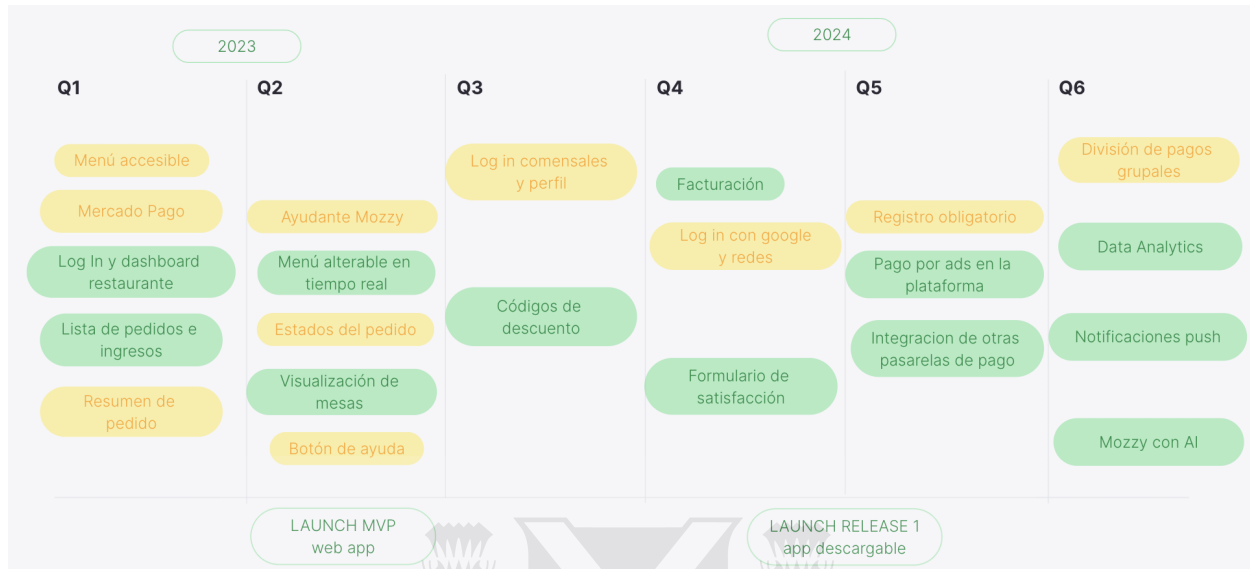 2023
2024
Q1
Q2
Q3
Q4
Q5
Q6
Menú accesible
Mercado Pago
Log In y dashboard
restaurante
Lista de pedidos e
ingresos
Resumen de
pedido
Ayudante Mozzy
Menú alterable en
tiempo real
Estados del pedido
Visualización de
mesas
Botón de ayuda
Log in comensales
y perfil
Códigos de
descuento
Facturación
Log in con google
y redes
Formulario de
satisfacción
Registro obligatorio
Pago por ads en la
plataforma
Integracion de otras
pasarelas de pago
División de pagos
grupales
Data Analytics
Notificaciones push
Mozzy con AI
LAUNCH MVP
web app
LAUNCH RELEASE 1
app descargable